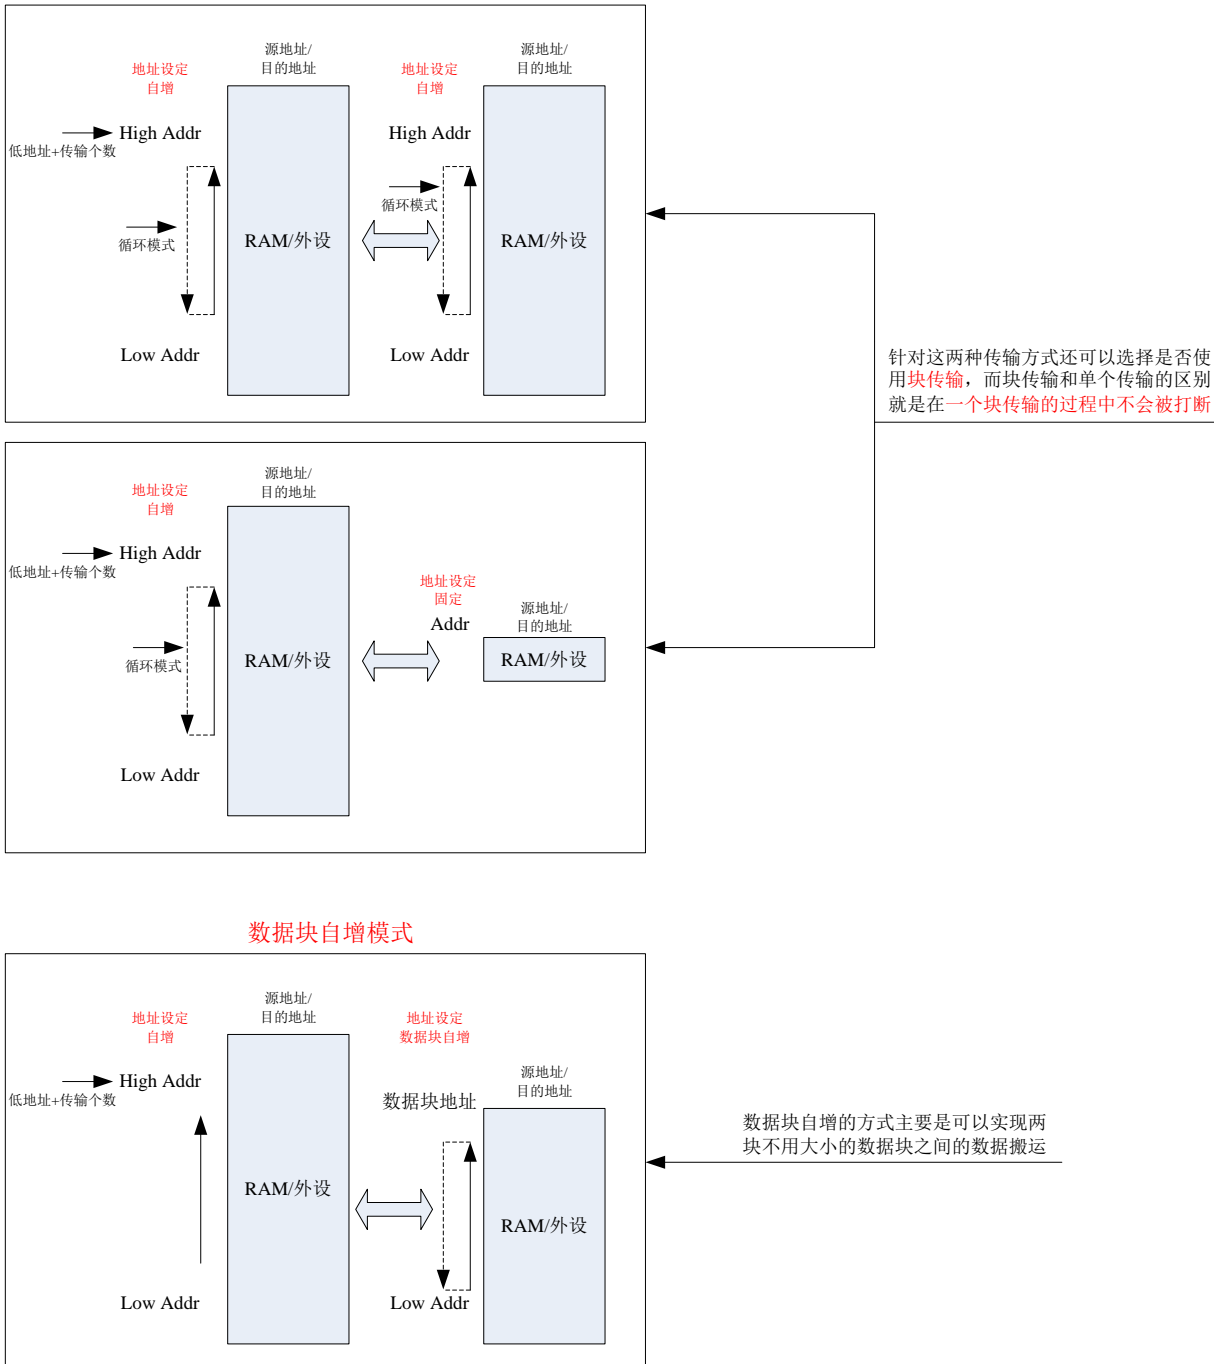 源地址/
目的地址
源地址/
目的地址
地址设定
自增
地址设定
自增
High Addr
High Addr
低地址+传输个数
循环模式
循环模式
RAM/外设
RAM/外设
Low Addr
Low Addr
针对这两种传输方式还可以选择是否使
用块传输，而块传输和单个传输的区别
就是在一个块传输的过程中不会被打断
源地址/
目的地址
地址设定
自增
High Addr
低地址+传输个数
地址设定
固定
Addr
源地址/
目的地址
循环模式
RAM/外设
RAM/外设
Low Addr
数据块自增模式
源地址/
目的地址
地址设定
自增
地址设定
数据块自增
High Addr
低地址+传输个数
源地址/
目的地址
数据块地址
RAM/外设
RAM/外设
Low Addr
Low Addr
数据块自增的方式主要是可以实现两
块不用大小的数据块之间的数据搬运